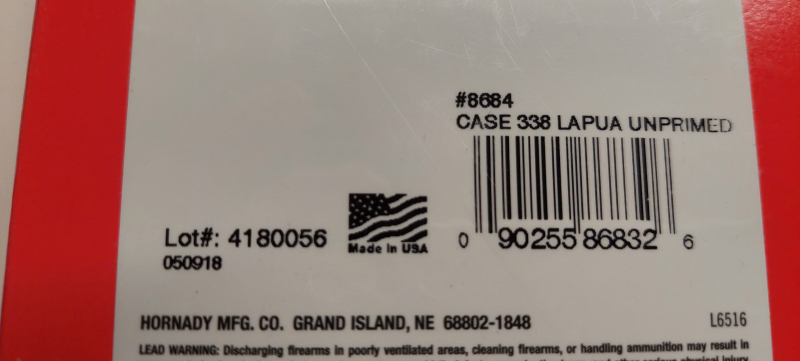 #8684
CASE 338 LAPUA UNPRIMED
Made in USA
Lot#: 4180056
050918
0 90255 86832 6
HORNADY MFG. CO. GRAND ISLAND, NE 68802-1848
L6516
LEAD WARNING: Discharging firearms in poorly ventilated areas, cleaning firearms, or handling ammunition may result in
physical injury